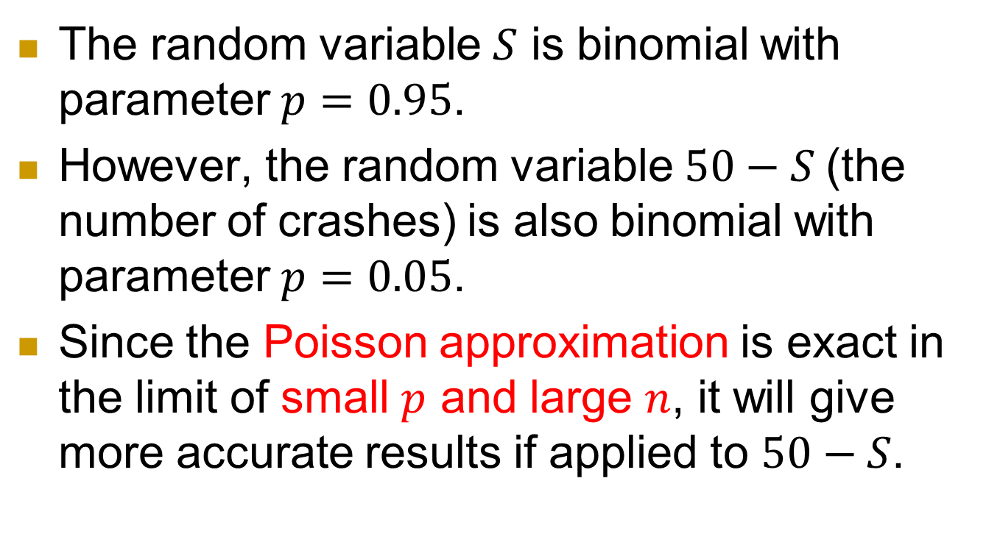 The random variable 𝑆 is binomial with
parameter 𝑝 = 0.95.
However, the random variable 50 − 𝑆 (the
number of crashes) is also binomial with
parameter 𝑝 = 0.05.
Since the Poisson approximation is exact in
the limit of small 𝑝 and large 𝑛, it will give
more accurate results if applied to 50 − 𝑆.